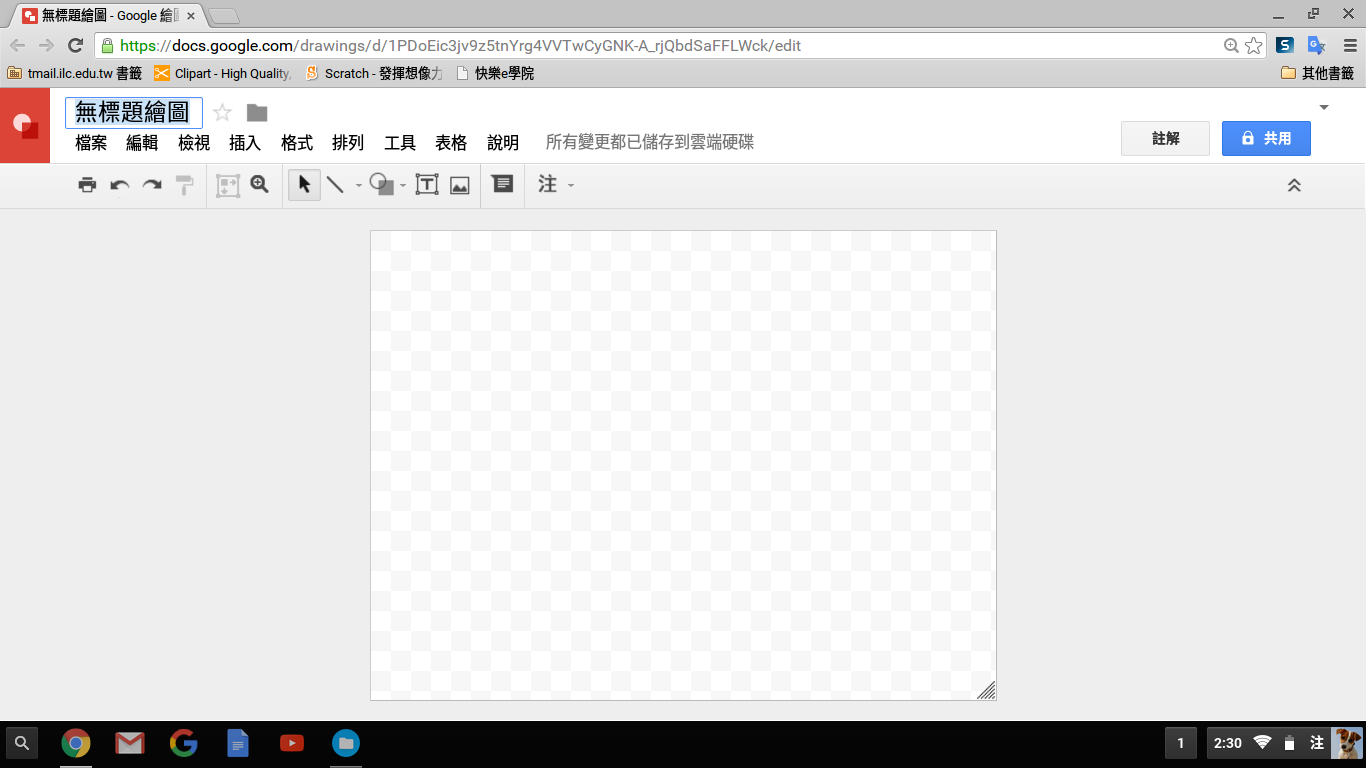 無標題繪圖 - Google 繪圖
https://docs.google.com/drawings/d/1PDoEic3jv9z5tnYrg4VVTwCyGNK-A_rjQbdSaFFLWck/edit
tmail.ilc.edu.tw 書籤 Clipart - High Quality, Scratch - 發揮想像力 快樂e學院 其他書籤
無標題繪圖
檔案 編輯 檢視 插入 格式 排列 工具 表格 說明 所有變更都已儲存到雲端硬碟
註解 共用
注
1 2:30 注